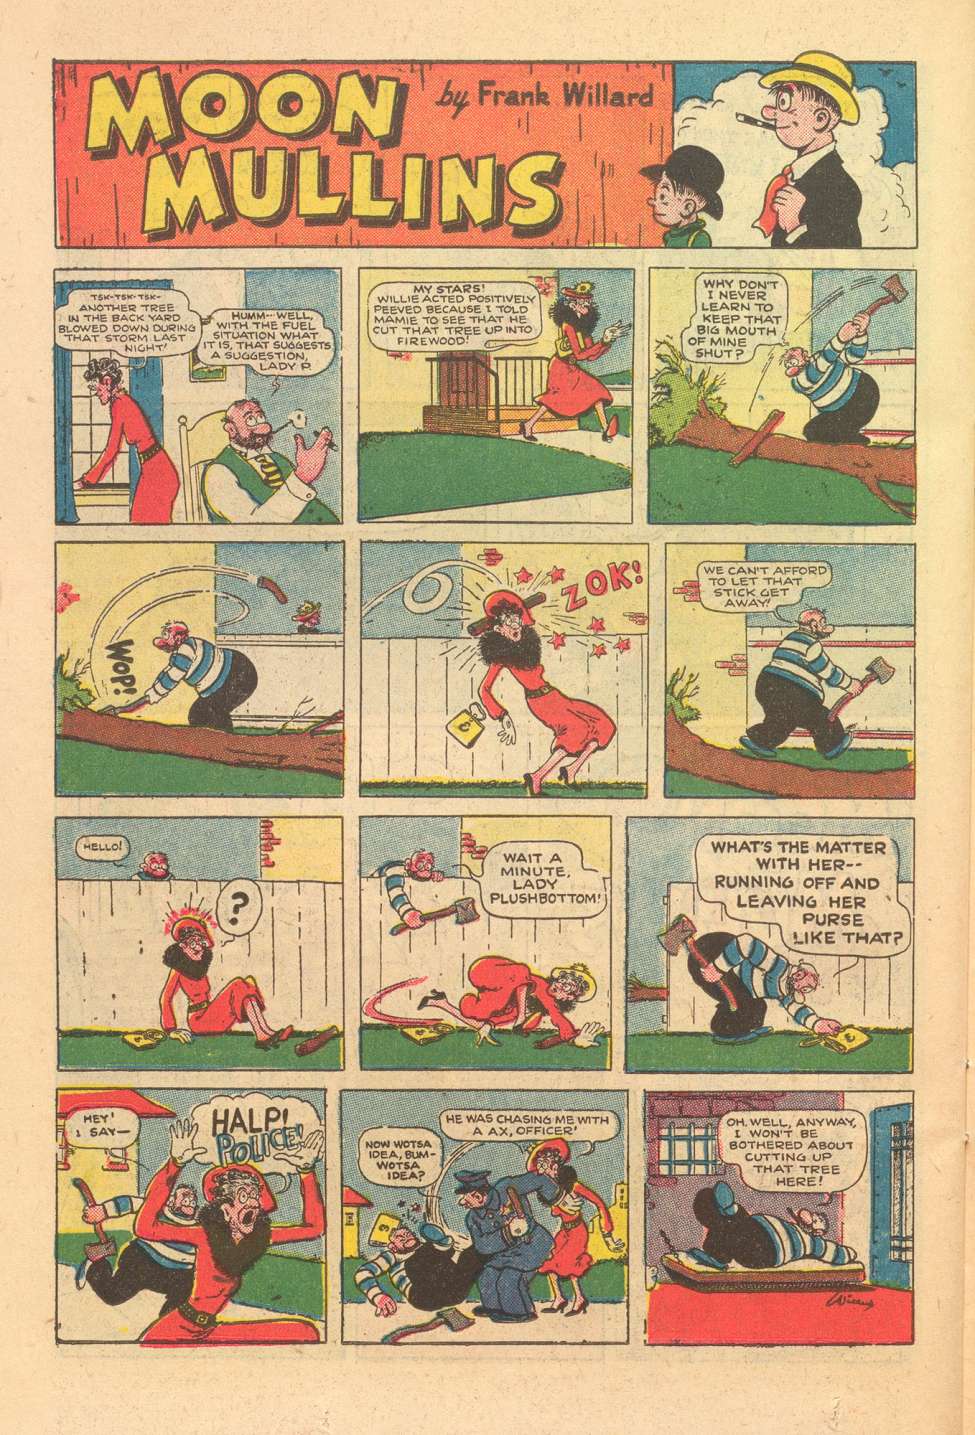 MOON
MULLINS
by Frank Willard
TSK-TSK-TSK-
ANOTHER TREE
IN THE BACK YARD
BLOWED DOWN DURING
THAT STORM LAST
NIGHT!
HUMM---WELL,
WITH THE FUEL
SITUATION WHAT
IT IS, THAT SUGGESTS
A SUGGESTION,
LADY P.
MY STARS!
WILLIE ACTED POSITIVELY
PEEVED BECAUSE I TOLD
MAMIE TO SEE THAT HE
CUT THAT TREE UP INTO
FIREWOOD!
WHY DON'T
I NEVER
LEARN TO
KEEP THAT
BIG MOUTH
OF MINE
SHUT?
WOP!
ZOK!
WE CAN'T AFFORD
TO LET THAT
STICK GET
AWAY!
HELLO!
?
WAIT A
MINUTE,
LADY
PLUSHBOTTOM!
WHAT'S THE MATTER
WITH HER--
RUNNING OFF AND
LEAVING HER
PURSE
LIKE THAT?
HEY!
I SAY—
HALP!
POLICE!
NOW WOTSA
IDEA, BUM-
WOTSA
IDEA?
HE WAS CHASING ME WITH
A AX, OFFICER!
OH, WELL, ANYWAY,
I WON'T BE
BOTHERED ABOUT
CUTTING UP
THAT TREE
HERE!
Willard